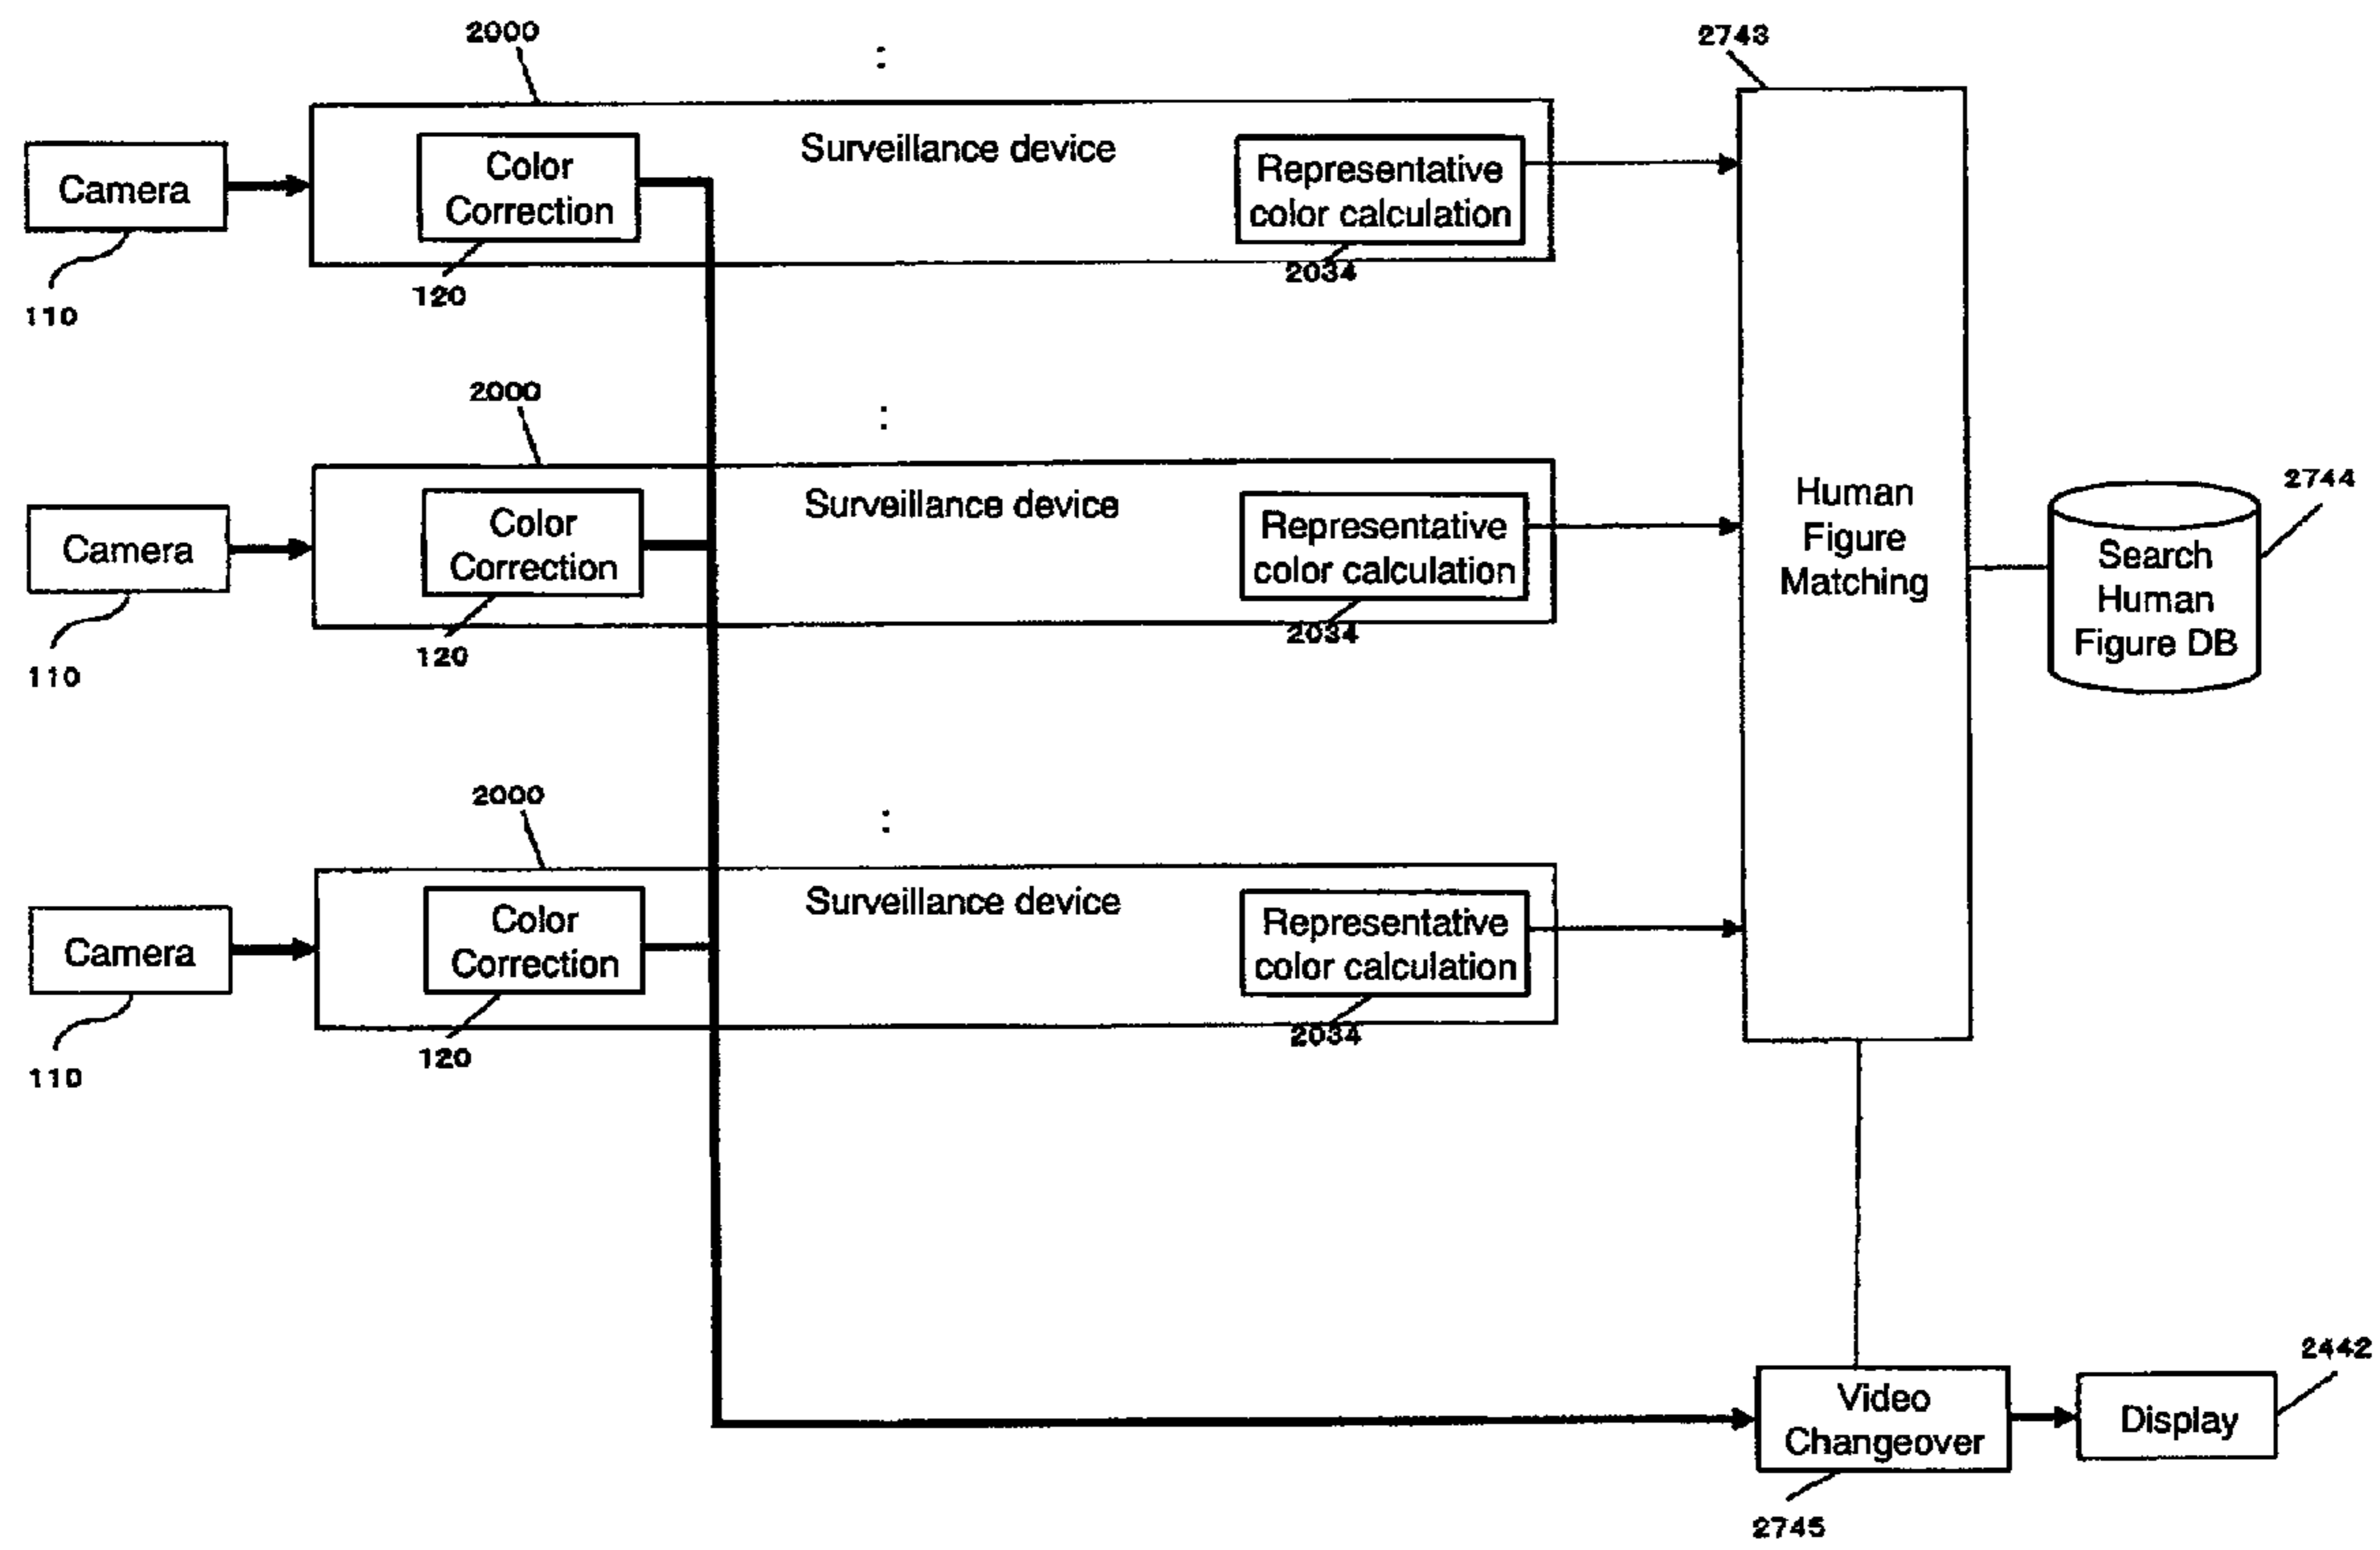 2000
2743
Camera
Color
Correction
Surveillance device
Representative
color calculation
110
120
2034
2000
Camera
Color
Correction
Surveillance device
Representative
color calculation
110
120
2034
Human
Figure
Matching
2744
Search
Human
Figure DB
2000
Camera
Color
Correction
Surveillance device
Representative
color calculation
110
120
2034
2442
Video
Changeover
Display
2745